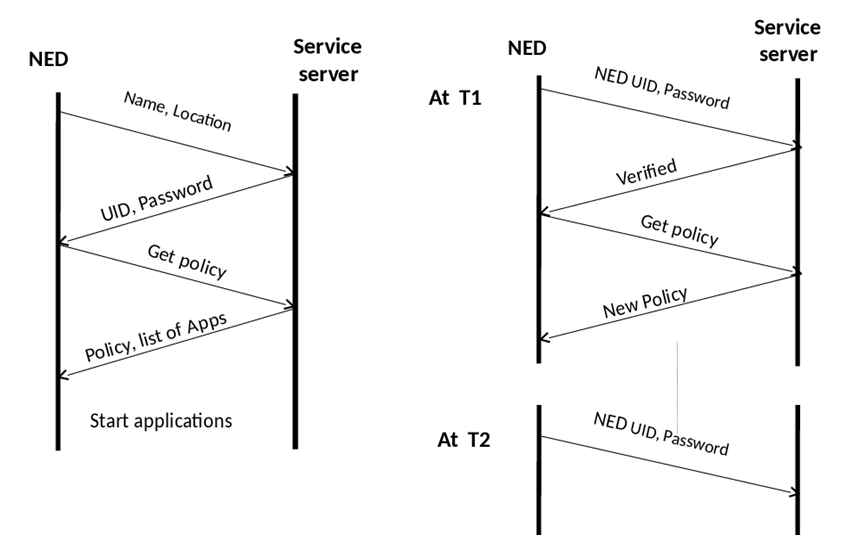 NED
Service
server
Name, Location
UID, Password
Get policy
Policy, list of Apps
Start applications
NED
Service
server
At T1
NED UID, Password
Verified
Get policy
New Policy
At T2
NED UID, Password